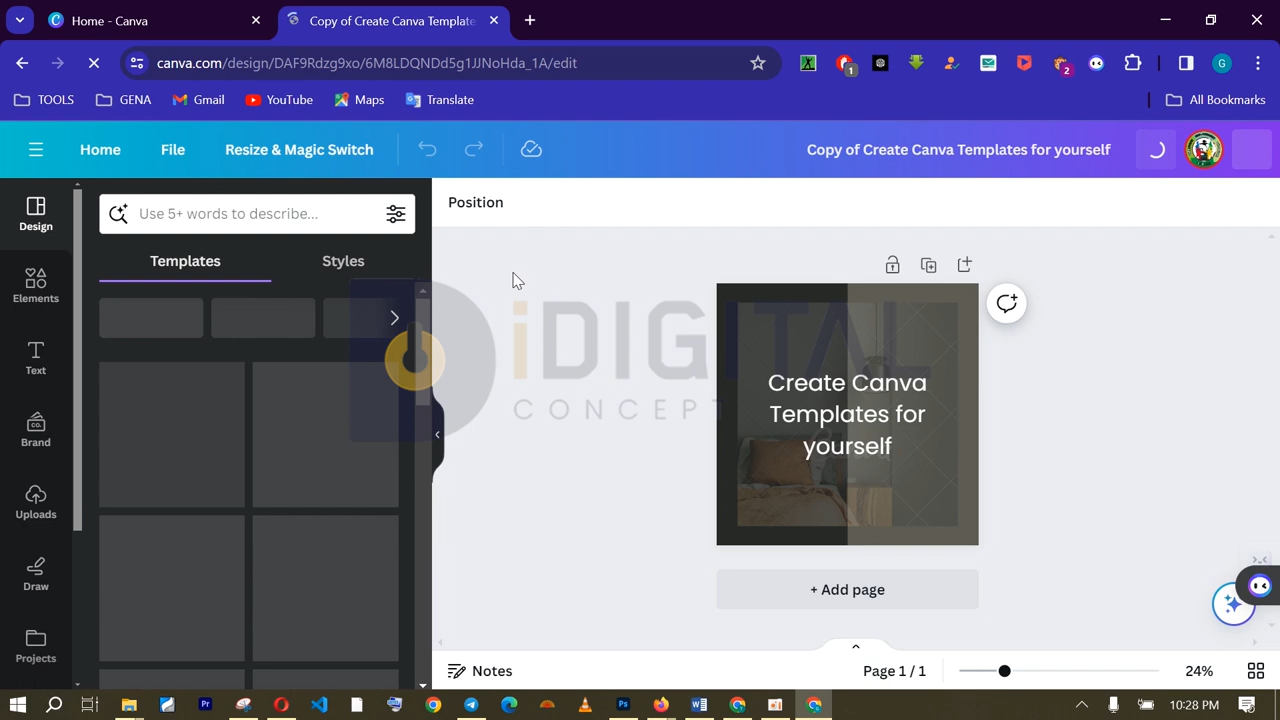 Home - Canva
Copy of Create Canva Template
canva.com/design/DAF9Rdzg9xo/6M8LDQNDd5g1JJNoHda_1A/edit
1
2
G
TOOLS
GENA
Gmail
YouTube
Maps
Translate
All Bookmarks
Home
File
Resize & Magic Switch
Copy of Create Canva Templates for yourself
Design
Elements
Text
Brand
Uploads
Draw
Projects
CO.
Use 5+ words to describe...
Templates
Styles
Position
iDIGITAL
CONCEPT
Create Canva
Templates for
yourself
+ Add page
Notes
Page 1 / 1
24%
10:28 PM